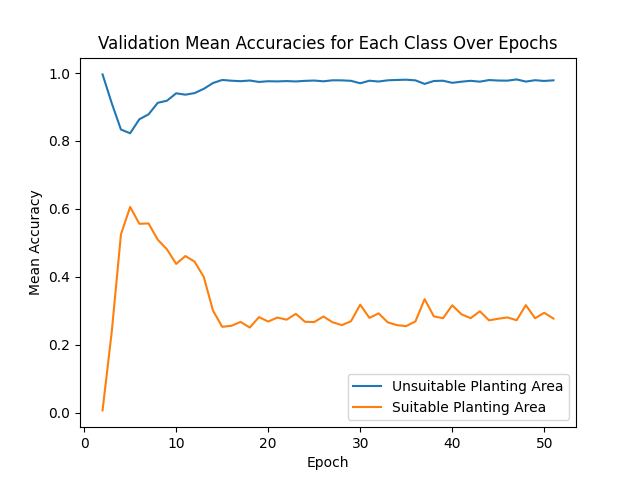 Validation Mean Accuracies for Each Class Over Epochs
1.0
0.8
0.6
0.4
0.2
0.0
Mean Accuracy
Unsuitable Planting Area
Suitable Planting Area
0 10 20 30 40 50
Epoch